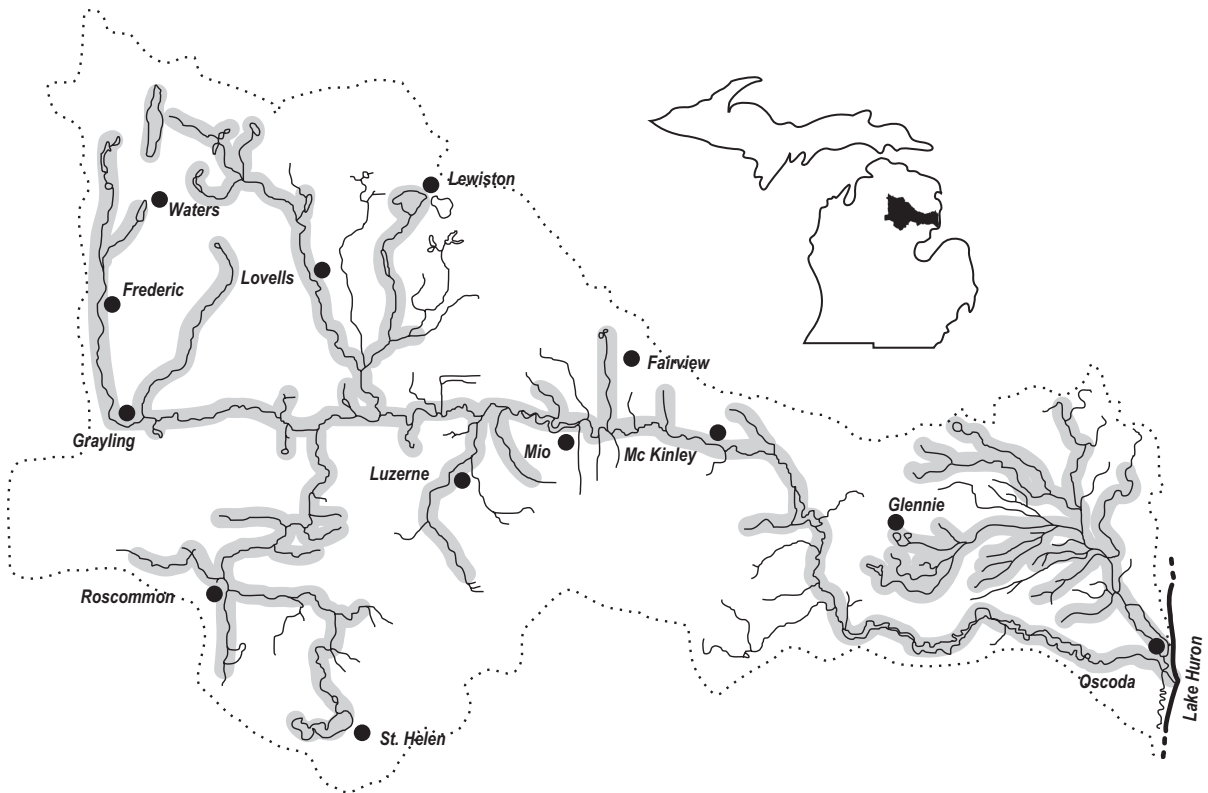 Lewiston
Waters
Lovells
Frederic
Fairview
Grayling
Mio
Mc Kinley
Luzerne
Glennie
Roscommon
Oscoda
Lake Huron
St. Helen